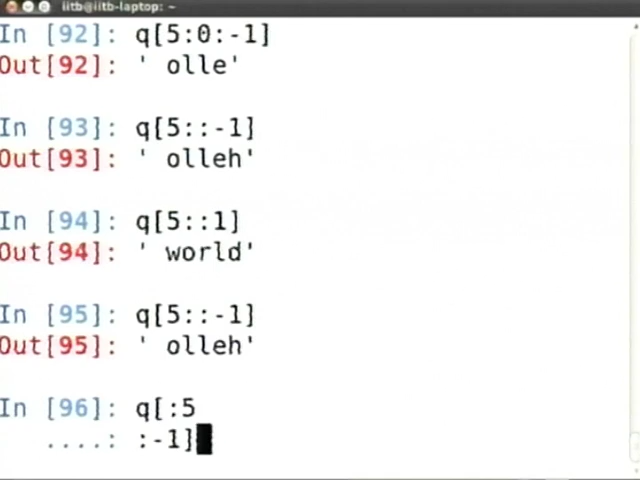 iitb@iitb-laptop: ~
In [92]: q[5:0:-1]
Out[92]: ' olle'
In [93]: q[5::-1]
Out[93]: ' olleh'
In [94]: q[5::1]
Out[94]: ' world'
In [95]: q[5::-1]
Out[95]: ' olleh'
In [96]: q[:5
....: :-1]